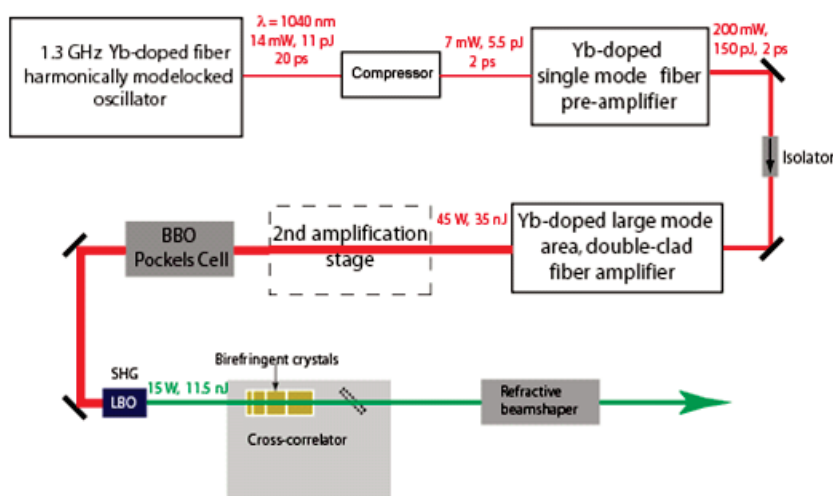 1.3 GHz Yb-doped fiber
harmonically modelocked
oscillator
λ = 1040 nm
14 mW, 11 pJ
20 ps
Compressor
7 mW, 5.5 pJ
2 ps
Yb-doped
single mode fiber
pre-amplifier
200 mW,
150 pJ, 2 ps
Isolator
BBO
Pockels Cell
2nd amplification
stage
45 W, 35 nJ
Yb-doped large mode
area, double-clad
fiber amplifier
SHG
LBO
15 W, 11.5 nJ
Birefringent crystals
Cross-correlator
Refractive
beamshaper